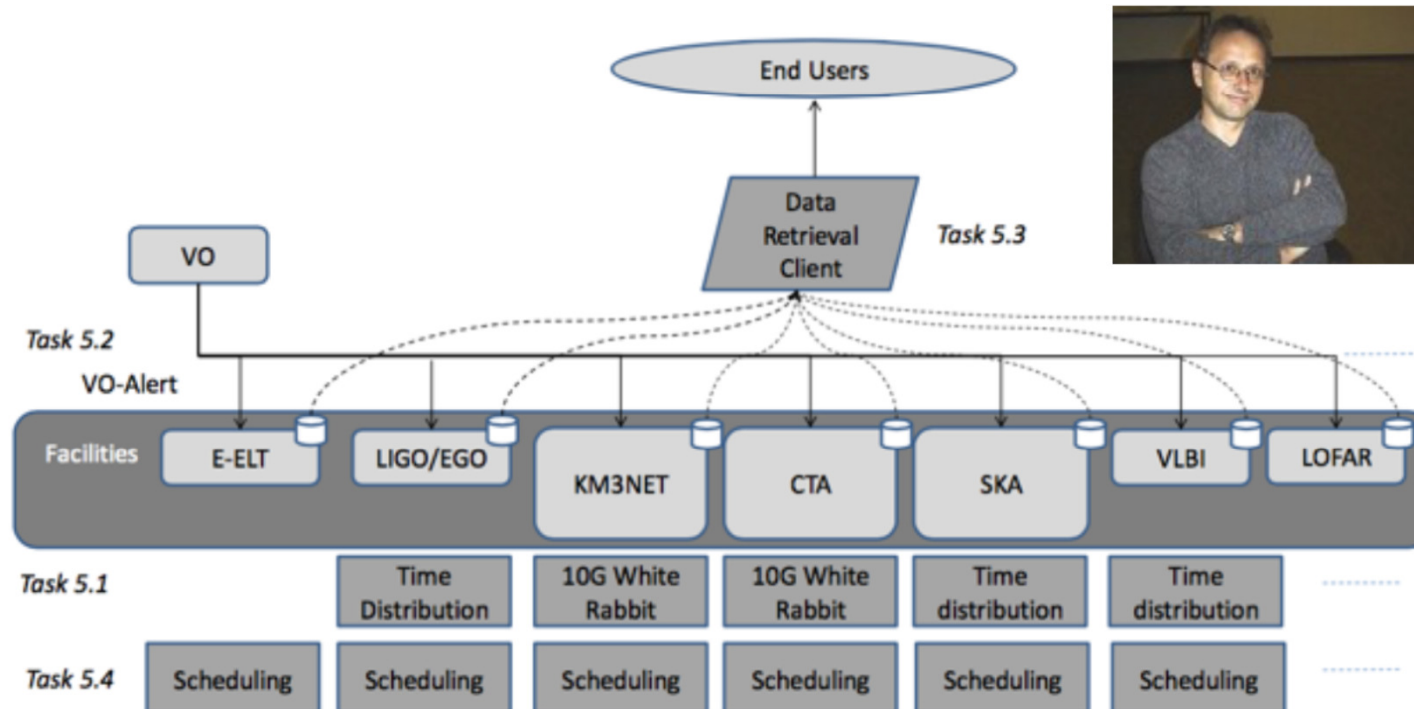 End Users
Data
Retrieval
Client
Task 5.3
VO
Task 5.2
VO-Alert
Facilities
E-ELT
LIGO/EGO
KM3NET
CTA
SKA
VLBI
LOFAR
Task 5.1
Time
Distribution
10G White
Rabbit
10G White
Rabbit
Time
distribution
Time
distribution
Task 5.4
Scheduling
Scheduling
Scheduling
Scheduling
Scheduling
Scheduling